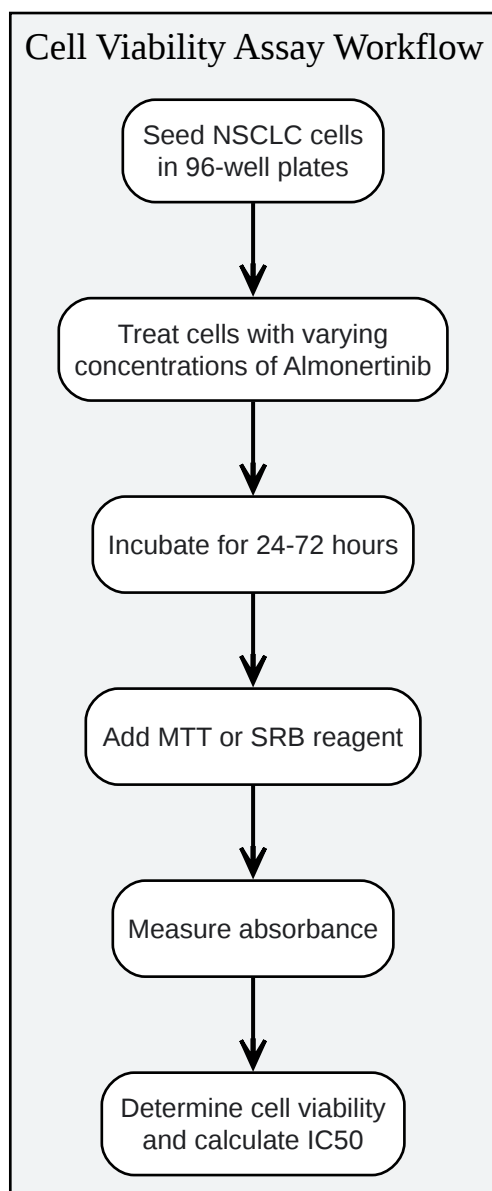 Cell Viability Assay Workflow
Seed NSCLC cells
in 96-well plates
Treat cells with varying
concentrations of Almonertinib
Incubate for 24-72 hours
Add MTT or SRB reagent
Measure absorbance
Determine cell viability
and calculate IC50